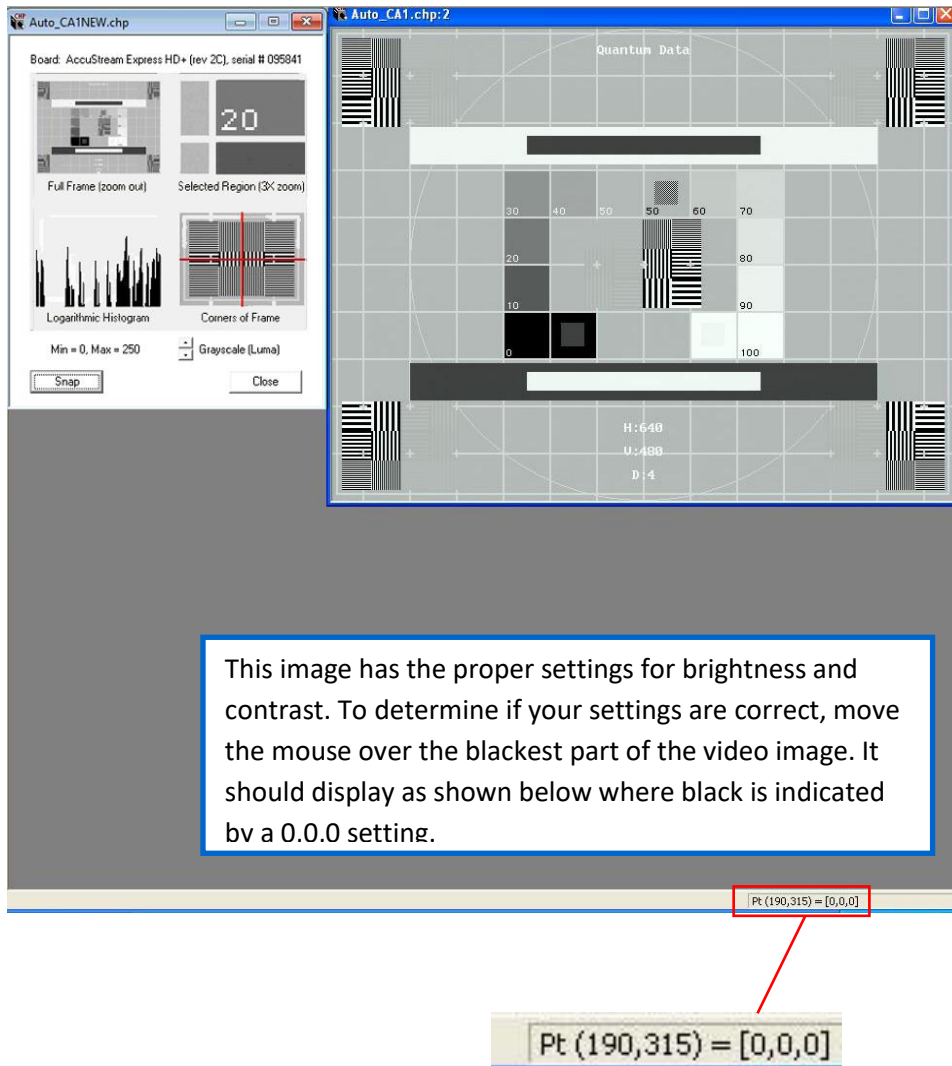 Auto_CA1NEW.chp
Board: AccuStream Express HD+ (rev 2C), serial # 095841
20
Full Frame (zoom out)
Selected Region (3X zoom)
Logarithmic Histogram
Corners of Frame
Min = 0, Max = 250
Grayscale (Luma)
Snap
Close
Auto_CA1.chp:2
Quantum Data
30 40 50 50 60 70
20 80
10 90
0 100
H:640
V:480
D:4
This image has the proper settings for brightness and
contrast. To determine if your settings are correct, move
the mouse over the blackest part of the video image. It
should display as shown below where black is indicated
by a 0.0.0 setting.
Pt (190,315) = [0,0,0]
Pt (190,315) = [0,0,0]